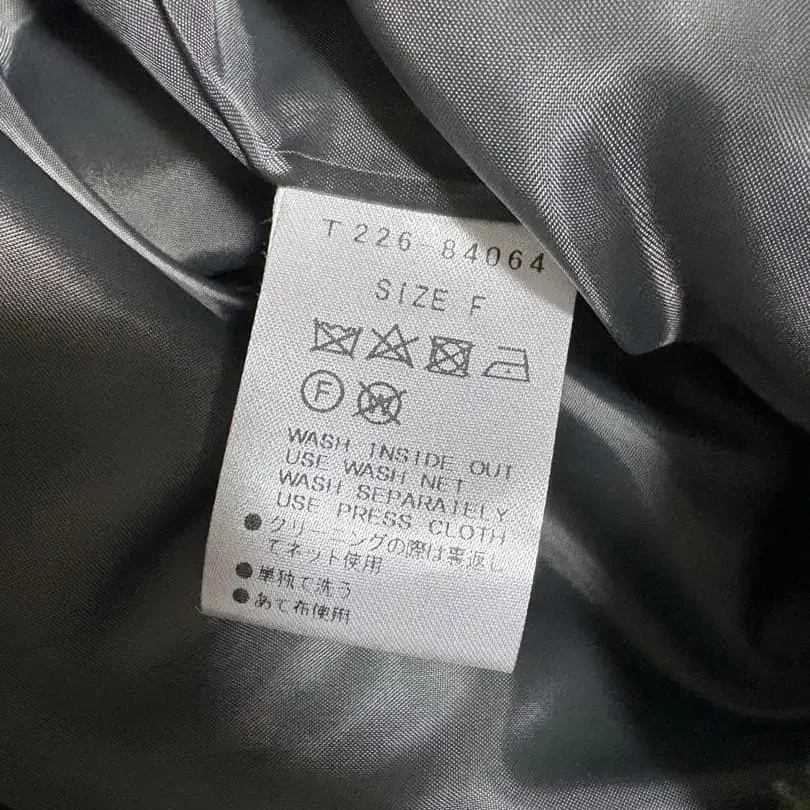 T226-84064
SIZE F
F W
WASH INSIDE OUT
USE WASH NET
WASH SEPARATELY
USE PRESS CLOTH
●クリーニングの際は裏返し
てネット使用
●単独で洗う
●あて布使用